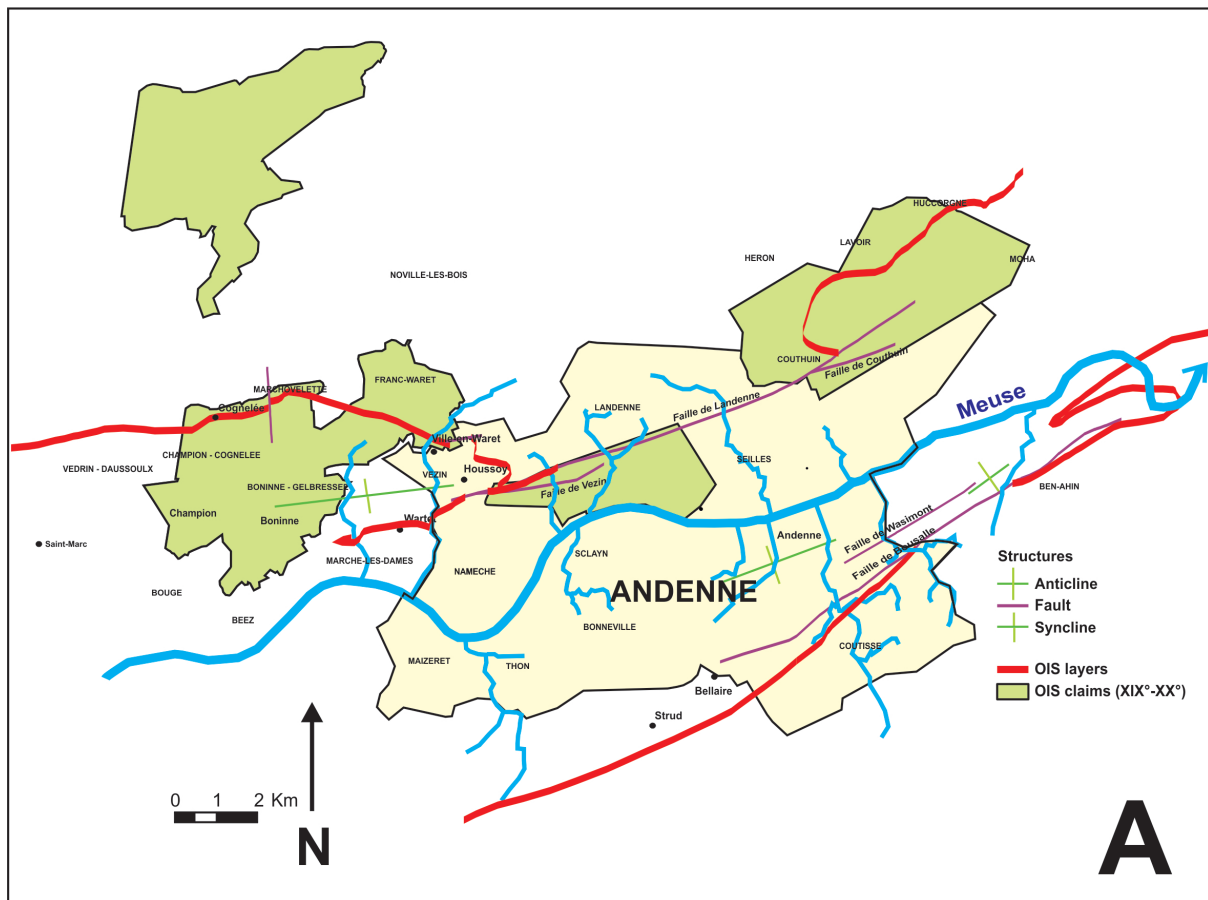 HUCCORGNE
LAVOIR
HERON
MOHA
NOVILLE-LES-BOIS
COUTHUIN
Faille de Couthuin
FRANC-WARET
MARCHOVELETTE
Cognelée
Meuse
LANDENNE
Faille de Landenne
Ville-en-Waret
CHAMPION - COGNELEE
VEDRIN - DAUSSOULX
VEZIN
Houssoy
SEILLES
BONINNE - GELBRESSEE
Faille de Vezin
BEN-AHIN
Champion
Boninne
Wartet
Andenne
Faille de Wasimont
Saint-Marc
SCLAYN
Faille de Bousalle
MARCHE-LES-DAMES
NAMECHE
BOUGE
ANDENNE
BEEZ
BONNEVILLE
COUTISSE
MAIZERET
THON
Bellaire
Strud
Structures
Anticline
Fault
Syncline
OIS layers
OIS claims (XIX°-XX°)
0 1 2 Km
N
A